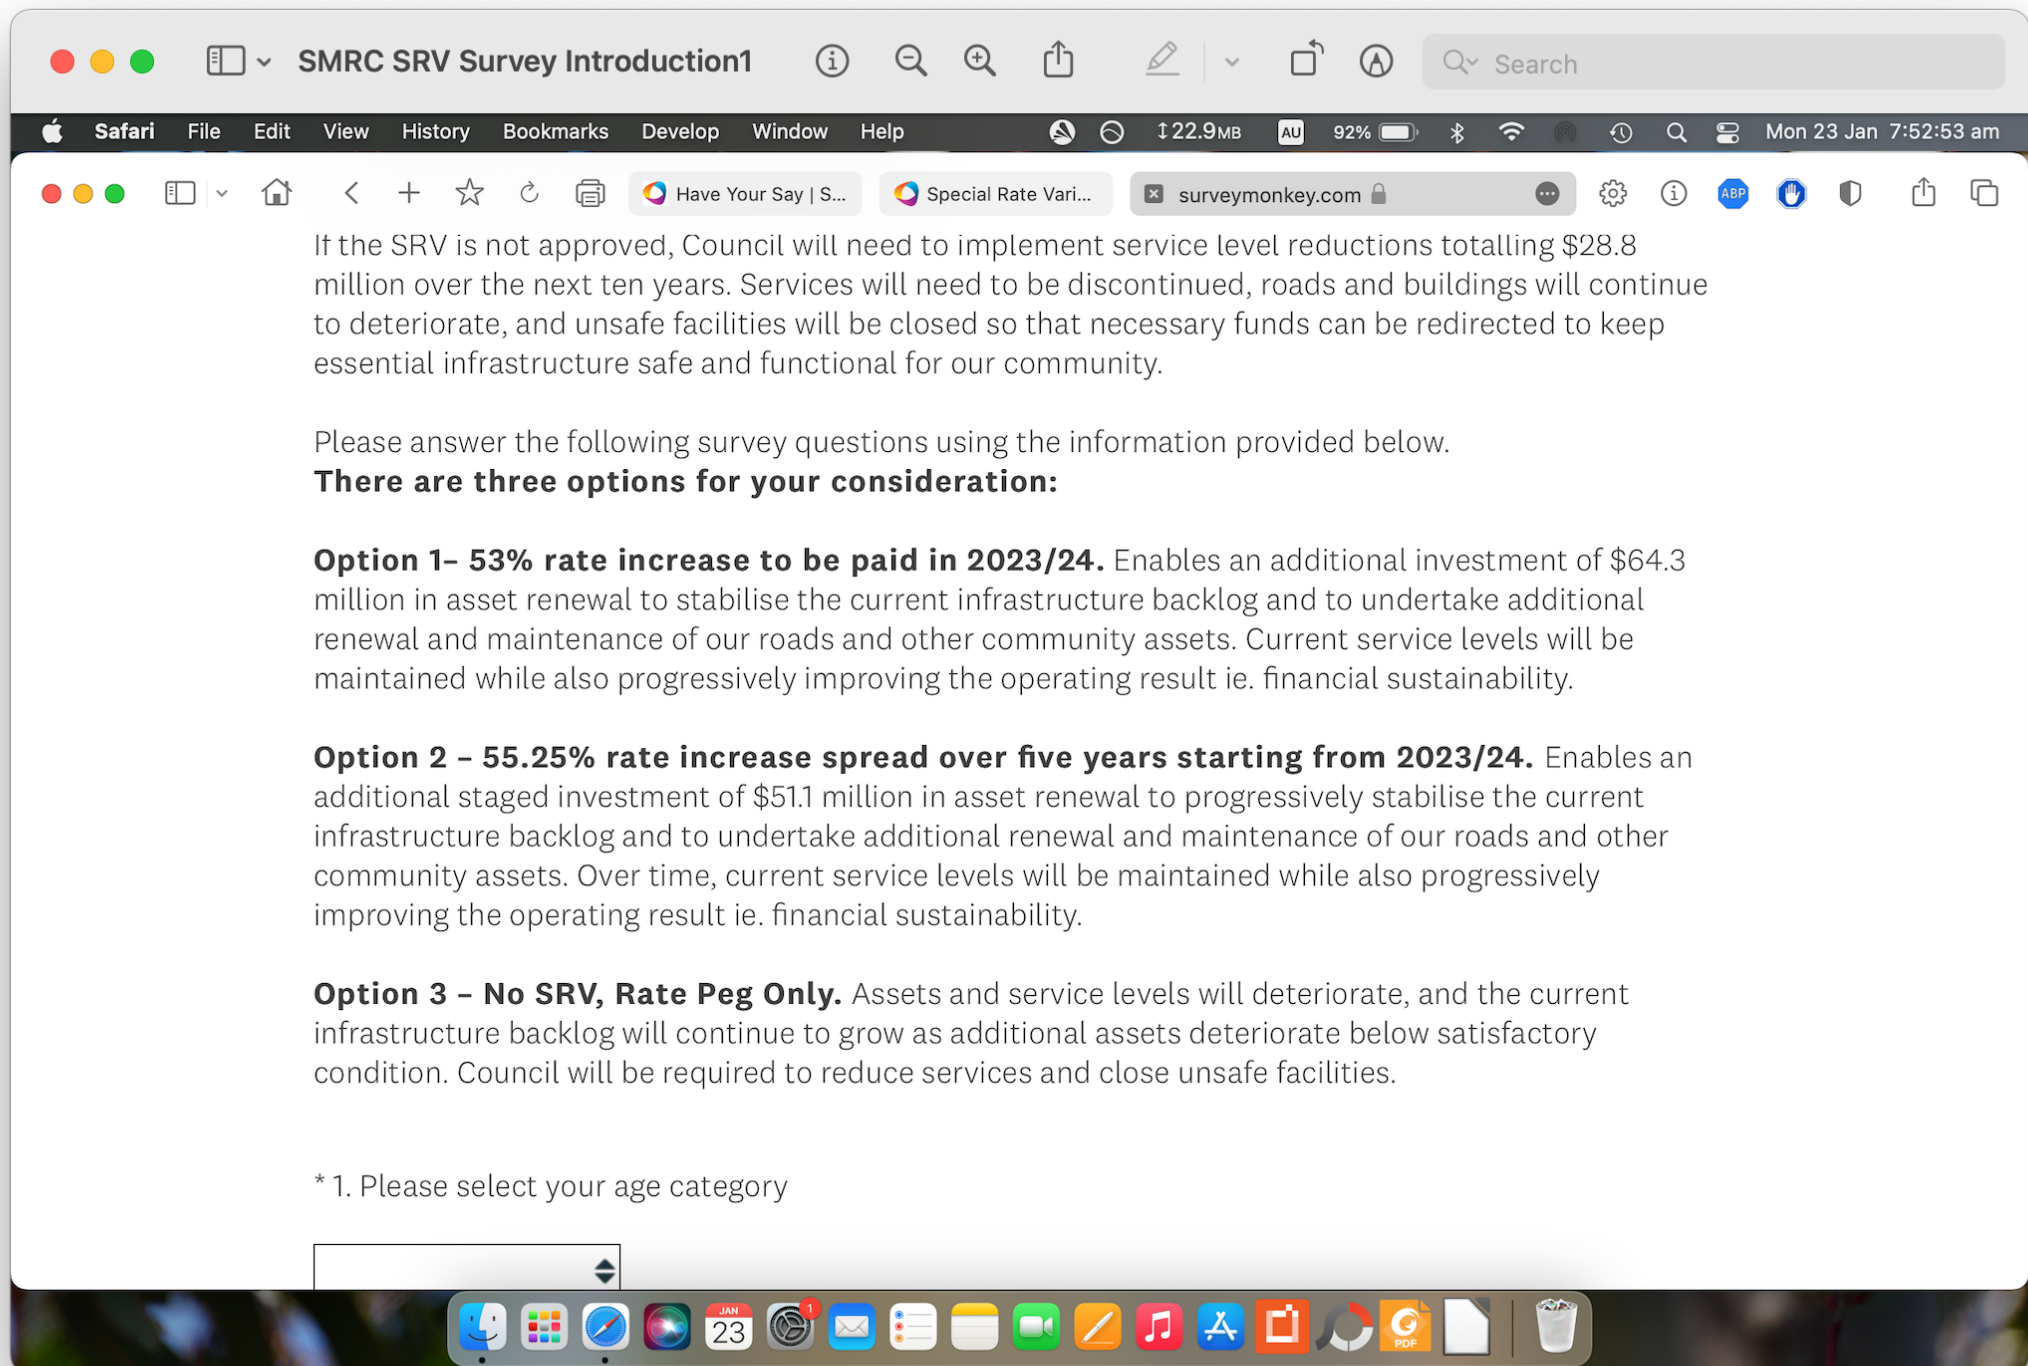 SMRC SRV Survey Introduction1
Search
Safari File Edit View History Bookmarks Develop Window Help 22.9MB AU 92% Mon 23 Jan 7:52:53 am
Have Your Say | S... Special Rate Vari... surveymonkey.com ABP
If the SRV is not approved, Council will need to implement service level reductions totalling $28.8
million over the next ten years. Services will need to be discontinued, roads and buildings will continue
to deteriorate, and unsafe facilities will be closed so that necessary funds can be redirected to keep
essential infrastructure safe and functional for our community.
Please answer the following survey questions using the information provided below.
There are three options for your consideration:
Option 1– 53% rate increase to be paid in 2023/24. Enables an additional investment of $64.3
million in asset renewal to stabilise the current infrastructure backlog and to undertake additional
renewal and maintenance of our roads and other community assets. Current service levels will be
maintained while also progressively improving the operating result ie. financial sustainability.
Option 2 – 55.25% rate increase spread over five years starting from 2023/24. Enables an
additional staged investment of $51.1 million in asset renewal to progressively stabilise the current
infrastructure backlog and to undertake additional renewal and maintenance of our roads and other
community assets. Over time, current service levels will be maintained while also progressively
improving the operating result ie. financial sustainability.
Option 3 – No SRV, Rate Peg Only. Assets and service levels will deteriorate, and the current
infrastructure backlog will continue to grow as additional assets deteriorate below satisfactory
condition. Council will be required to reduce services and close unsafe facilities.
* 1. Please select your age category
JAN
23
1
PDF